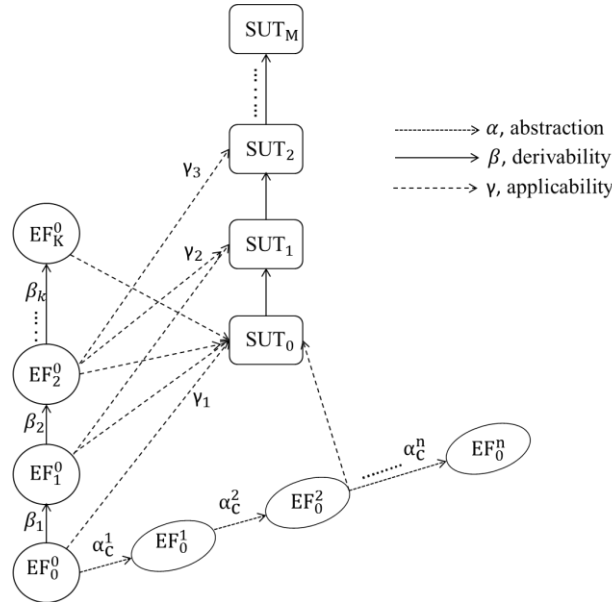 SUT_M
α, abstraction
β, derivability
γ, applicability
SUT_2
γ_3
EF_K^0
γ_2
SUT_1
β_k
SUT_0
EF_2^0
γ_1
β_2
α_C^n
EF_0^n
EF_1^0
α_C^2
EF_0^2
β_1
α_C^1
EF_0^1
EF_0^0